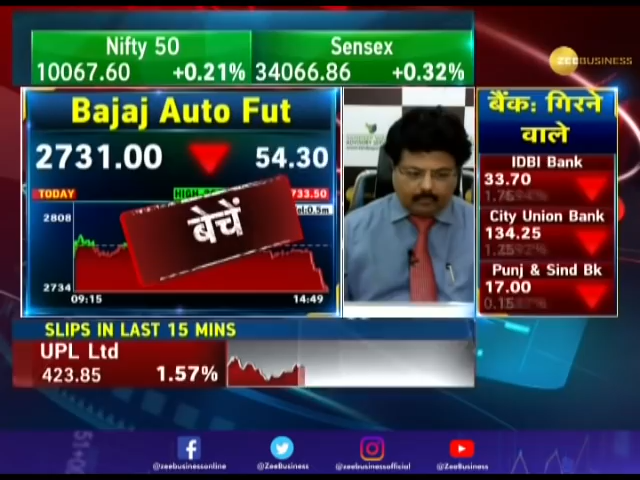 Nifty 50
10067.60 +0.21%
Sensex
34066.86 +0.32%
ZEEBUSINESS
Bajaj Auto Fut
2731.00 54.30
TODAY
2808
2734
09:15 14:49
बेचें
बैंक: गिरने
वाले
IDBI Bank
33.70
City Union Bank
134.25
Punj & Sind Bk
17.00
0.15
SLIPS IN LAST 15 MINS
UPL Ltd
423.85 1.57%
@zeebusinessonline
@ZeeBusiness
@zeebusinessofficial
@ZeeBusiness